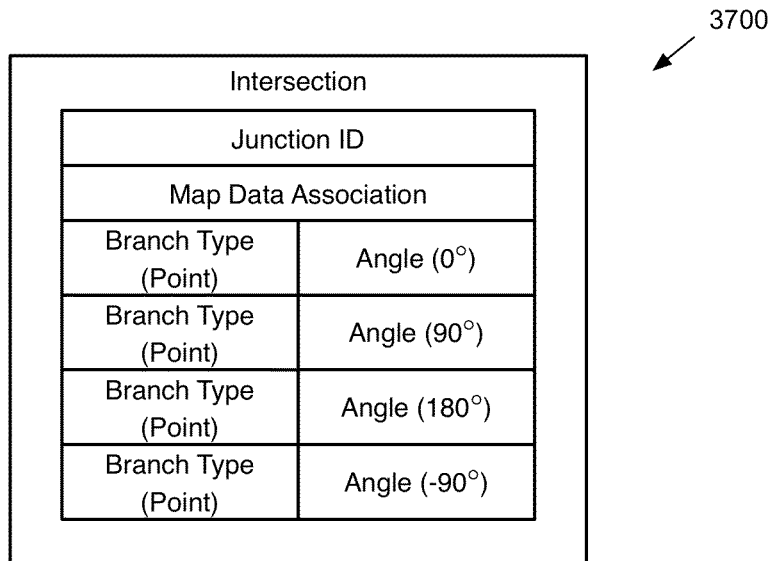 3700
Intersection
Junction ID
Map Data Association
Branch Type
(Point)
Angle (0°)
Branch Type
(Point)
Angle (90°)
Branch Type
(Point)
Angle (180°)
Branch Type
(Point)
Angle (-90°)